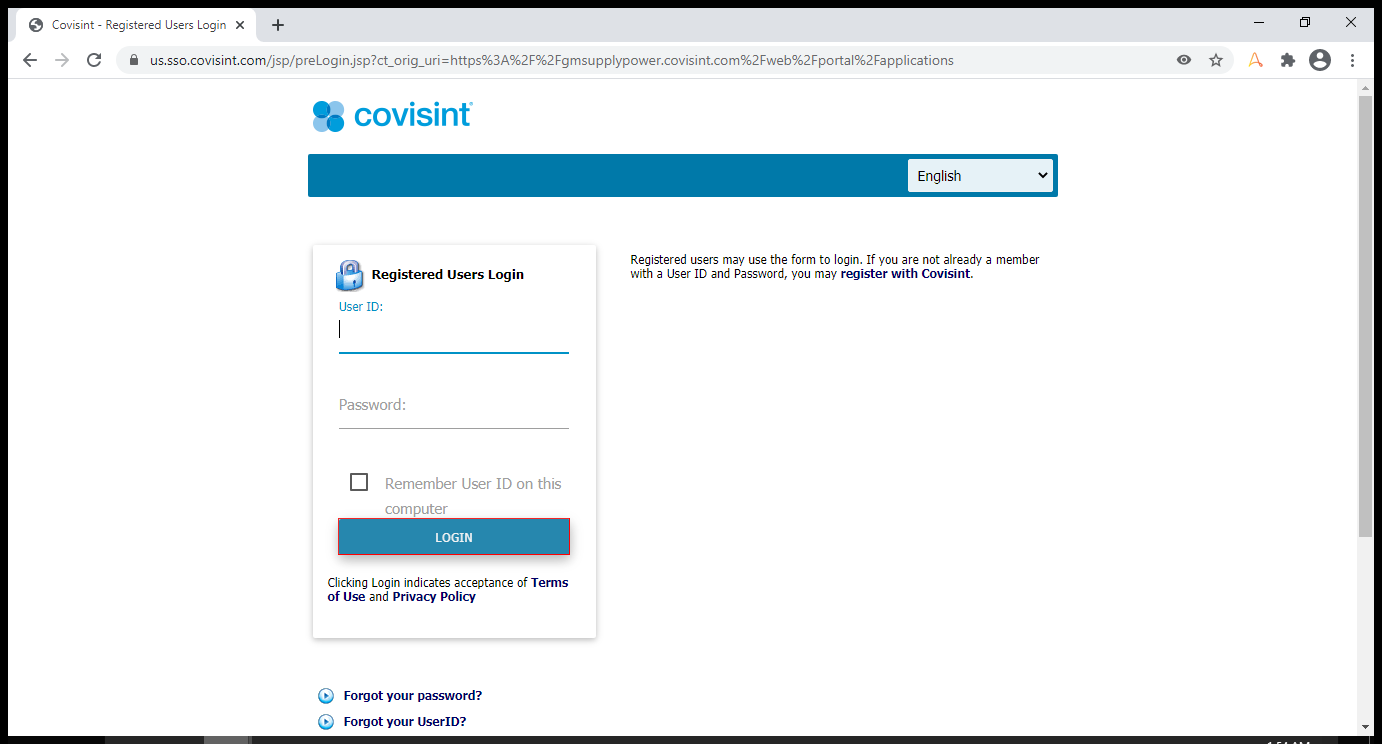 Covisint - Registered Users Login
us.sso.covisint.com/jsp/preLogin.jsp?ct_orig_uri=https%3A%2F%2Fgmsupplypower.covisint.com%2Fweb%2Fportal%2Fapplications
covisint
English
Registered Users Login
Registered users may use the form to login. If you are not already a member
with a User ID and Password, you may register with Covisint.
User ID:
Password:
Remember User ID on this
computer
LOGIN
Clicking Login indicates acceptance of Terms
of Use and Privacy Policy
Forgot your password?
Forgot your UserID?